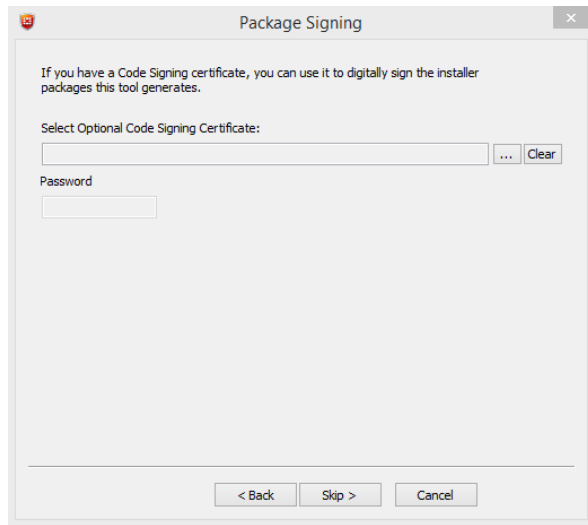 Package Signing
If you have a Code Signing certificate, you can use it to digitally sign the installer
packages this tool generates.
Select Optional Code Signing Certificate:
... Clear
Password
< Back Skip > Cancel